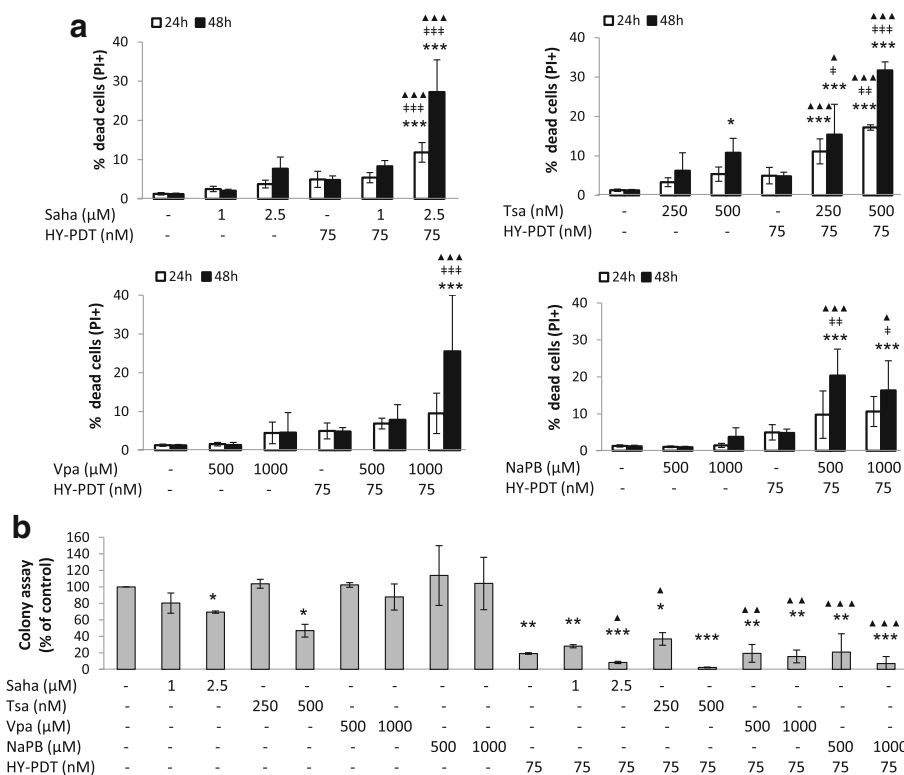 a
24h 48h
▲▲▲
‡‡‡
***
▲▲▲
‡‡‡
***
% dead cells (PI+)
40
30
20
10
0
Saha (µM) - 1 2.5 - 1 2.5
HY-PDT (nM) - - - 75 75 75
24h 48h
▲▲▲
‡‡‡
***
▲
‡
***
▲▲▲
‡‡
***
▲▲▲
***
*
% dead cells (PI+)
40
30
20
10
0
Tsa (nM) - 250 500 - 250 500
HY-PDT (nM) - - - 75 75 75
24h 48h
▲▲▲
‡‡‡
***
% dead cells (PI+)
40
30
20
10
0
Vpa (µM) - 500 1000 - 500 1000
HY-PDT (nM) - - - 75 75 75
24h 48h
▲▲▲
‡‡
***
▲
‡
***
% dead cells (PI+)
40
30
20
10
0
NaPB (µM) - 500 1000 - 500 1000
HY-PDT (nM) - - - 75 75 75
b
Colony assay
(% of control)
160
140
120
100
80
60
40
20
0
* * ** ** ▲ *** ▲ * *** ▲▲ ** ▲▲ ** ▲▲▲ ** ▲▲▲ ***
Saha (µM) - 1 2.5 - - - - - - - 1 2.5 - - - - - -
Tsa (nM) - - - 250 500 - - - - - - - 250 500 - - - -
Vpa (µM) - - - - - 500 1000 - - - - - - - 500 1000 - -
NaPB (µM) - - - - - - - 500 1000 - - - - - - - 500 1000
HY-PDT (nM) - - - - - - - - - 75 75 75 75 75 75 75 75 75